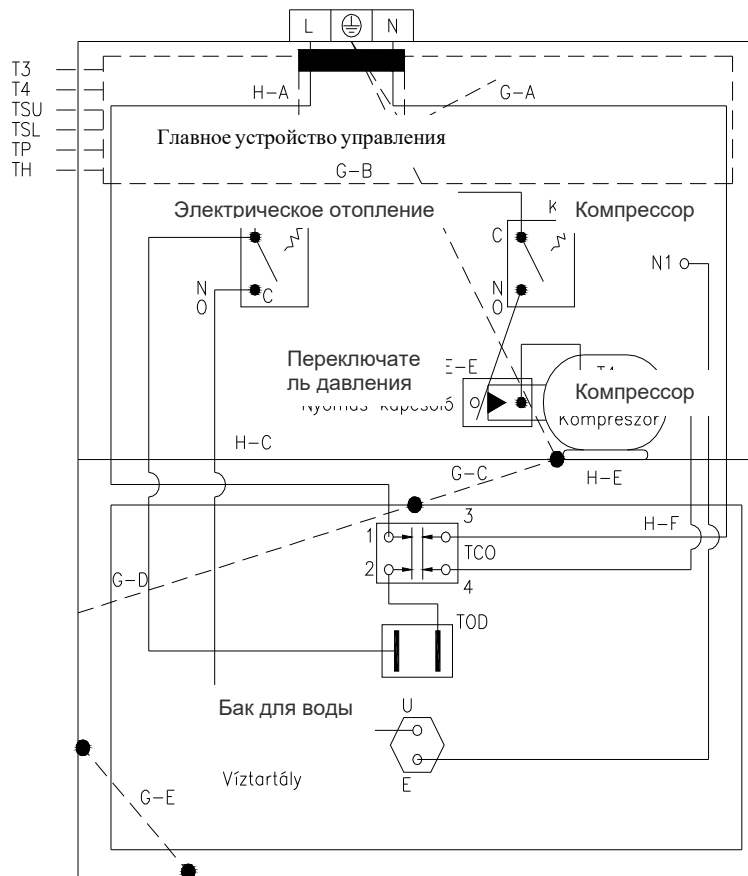 L N
T3
T4
TSU
TSL
TP
TH
H-A
G-A
Главное устройство управления
G-B
Электрическое отопление
K
Компрессор
C
N
O
C
N
O
N1
Переключате
ль давления
E-E
Компрессор
Kompreszor
H-C
G-C
H-E
3
H-F
1
TCO
2
4
G-D
TOD
Бак для воды
U
E
Víztartály
G-E